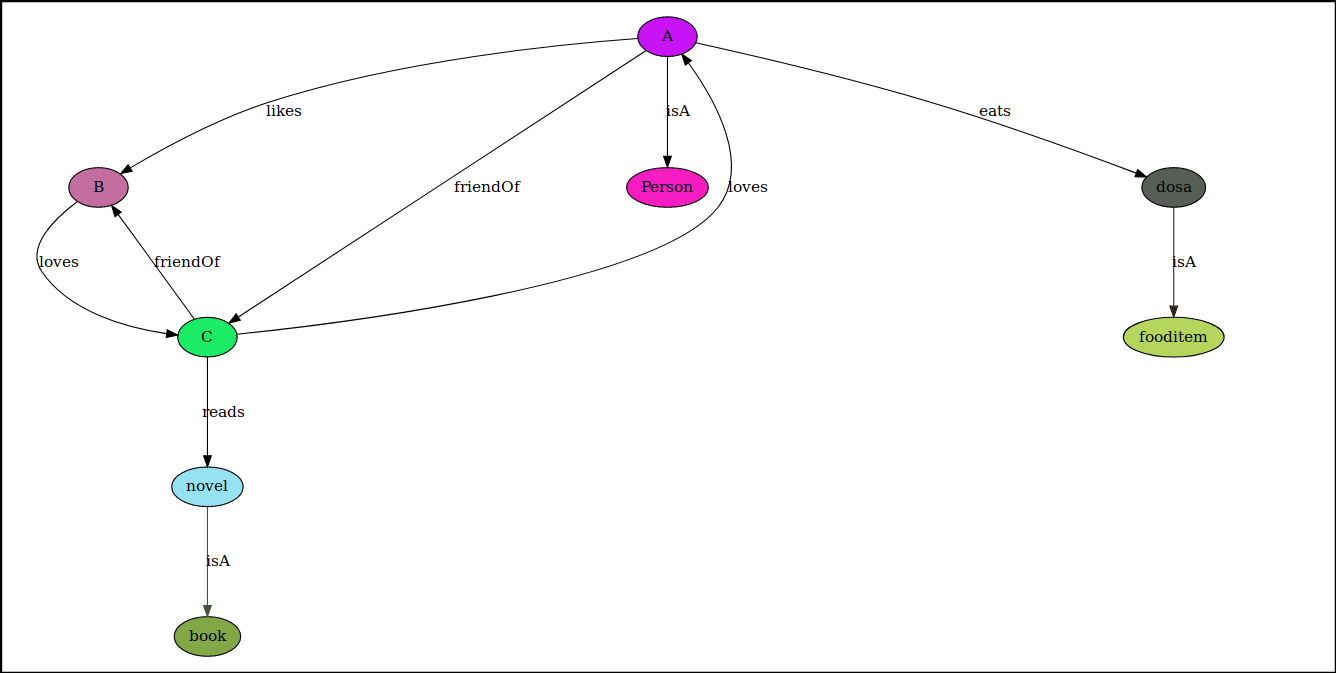 A
likes
isA
eats
B
friendOf
Person
loves
dosa
loves
friendOf
isA
C
fooditem
reads
novel
isA
book